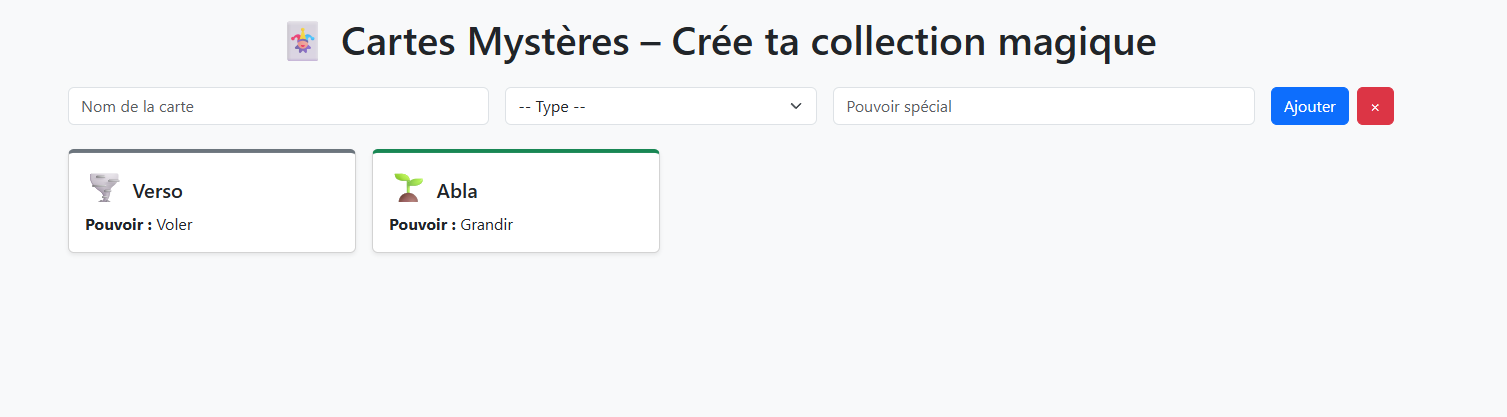 🃏 Cartes Mystères – Crée ta collection magique
Nom de la carte
-- Type --
Pouvoir spécial
Ajouter
×
Verso
Pouvoir : Voler
Abla
Pouvoir : Grandir